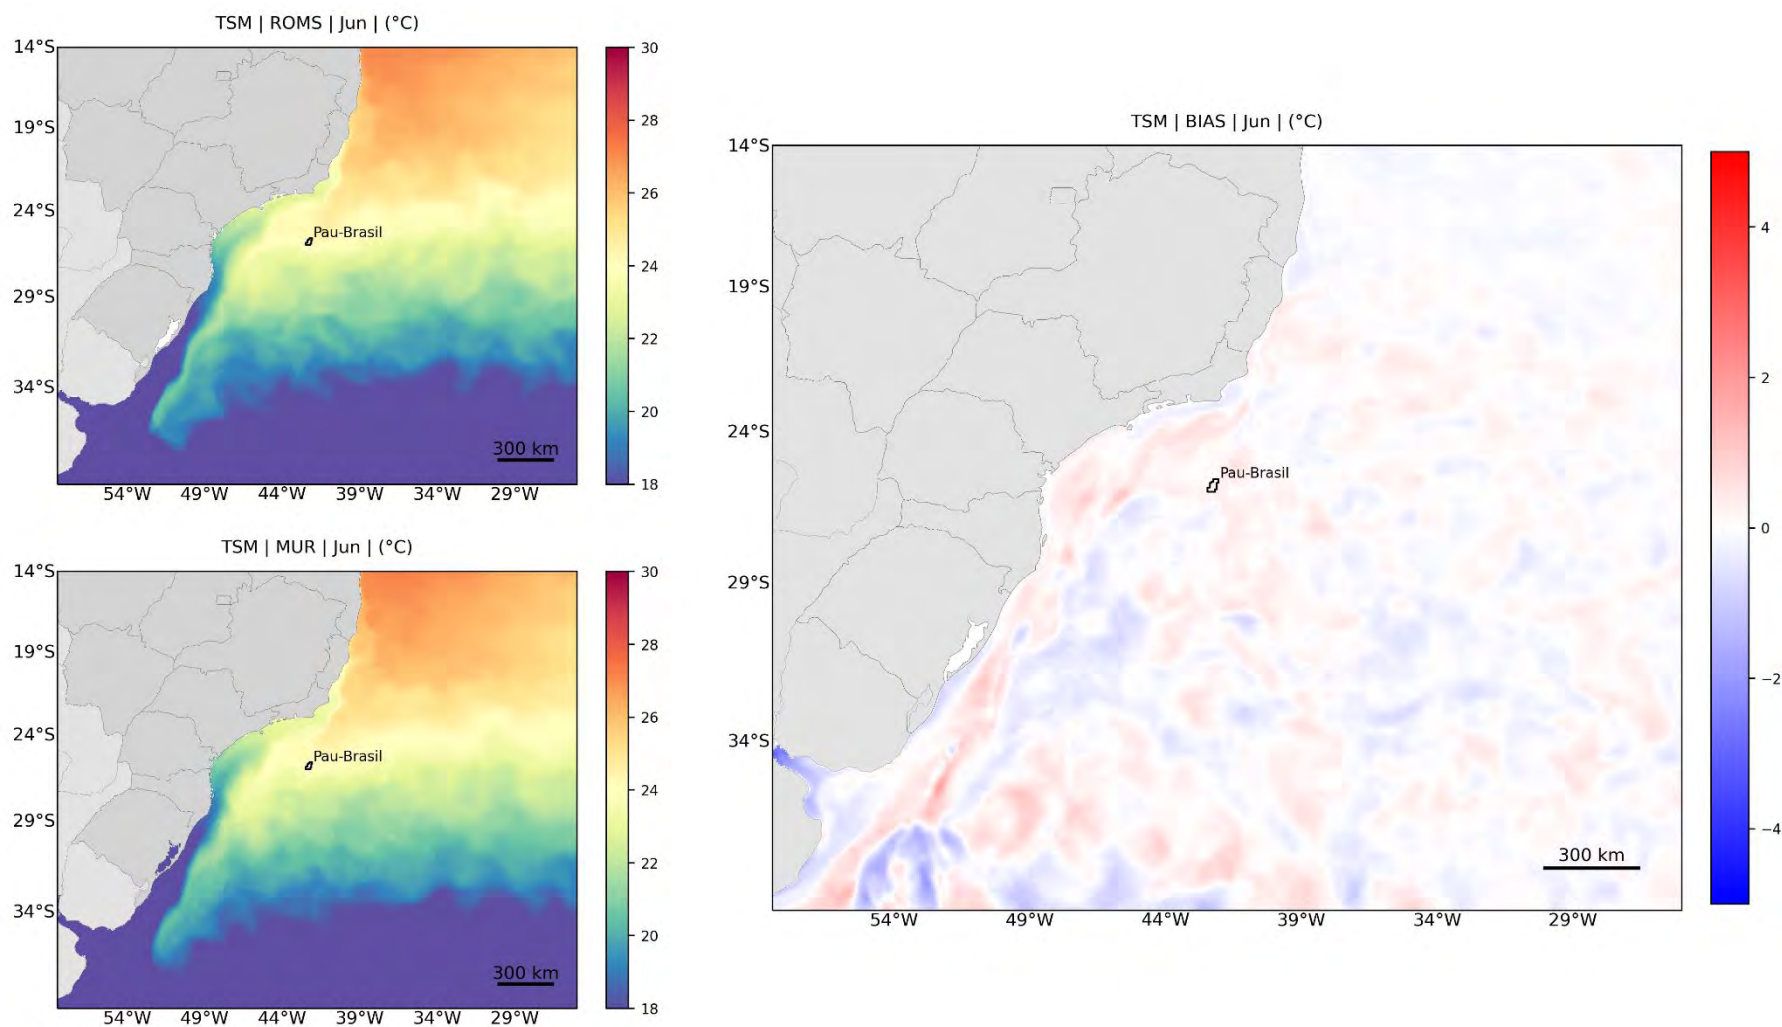 TSM | ROMS | Jun | (°C)
14°S
19°S
24°S
29°S
34°S
Pau-Brasil
300 km
54°W 49°W 44°W 39°W 34°W 29°W
30
28
26
24
22
20
18
TSM | MUR | Jun | (°C)
14°S
19°S
24°S
29°S
34°S
Pau-Brasil
300 km
54°W 49°W 44°W 39°W 34°W 29°W
30
28
26
24
22
20
18
TSM | BIAS | Jun | (°C)
14°S
19°S
24°S
29°S
34°S
Pau-Brasil
300 km
54°W 49°W 44°W 39°W 34°W 29°W
4
2
0
−2
−4